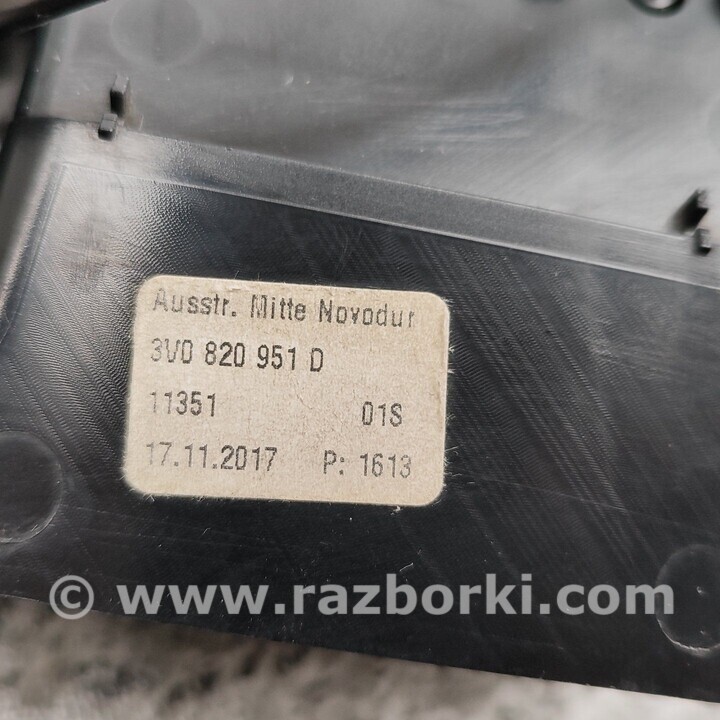 Ausstr. Mitte Novodur
3V0 820 951 D
11351 01S
17.11.2017 P: 1613
© www.razborki.com